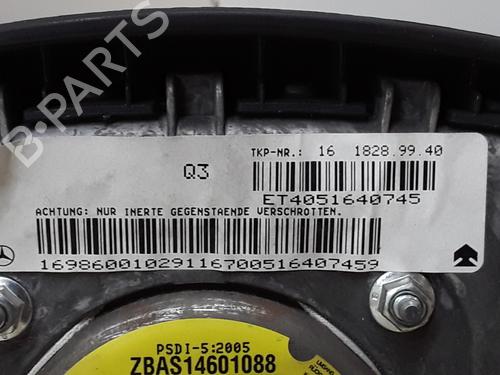 B-PARTS
TKP-NR.: 16 1828.99.40
Q3
ET4051640745
ACHTUNG: NUR INERTE GEGENSTAENDE VERSCHROTTEN.
16986001029116700516407459
PSDI-5:2005
ZBAS14601088